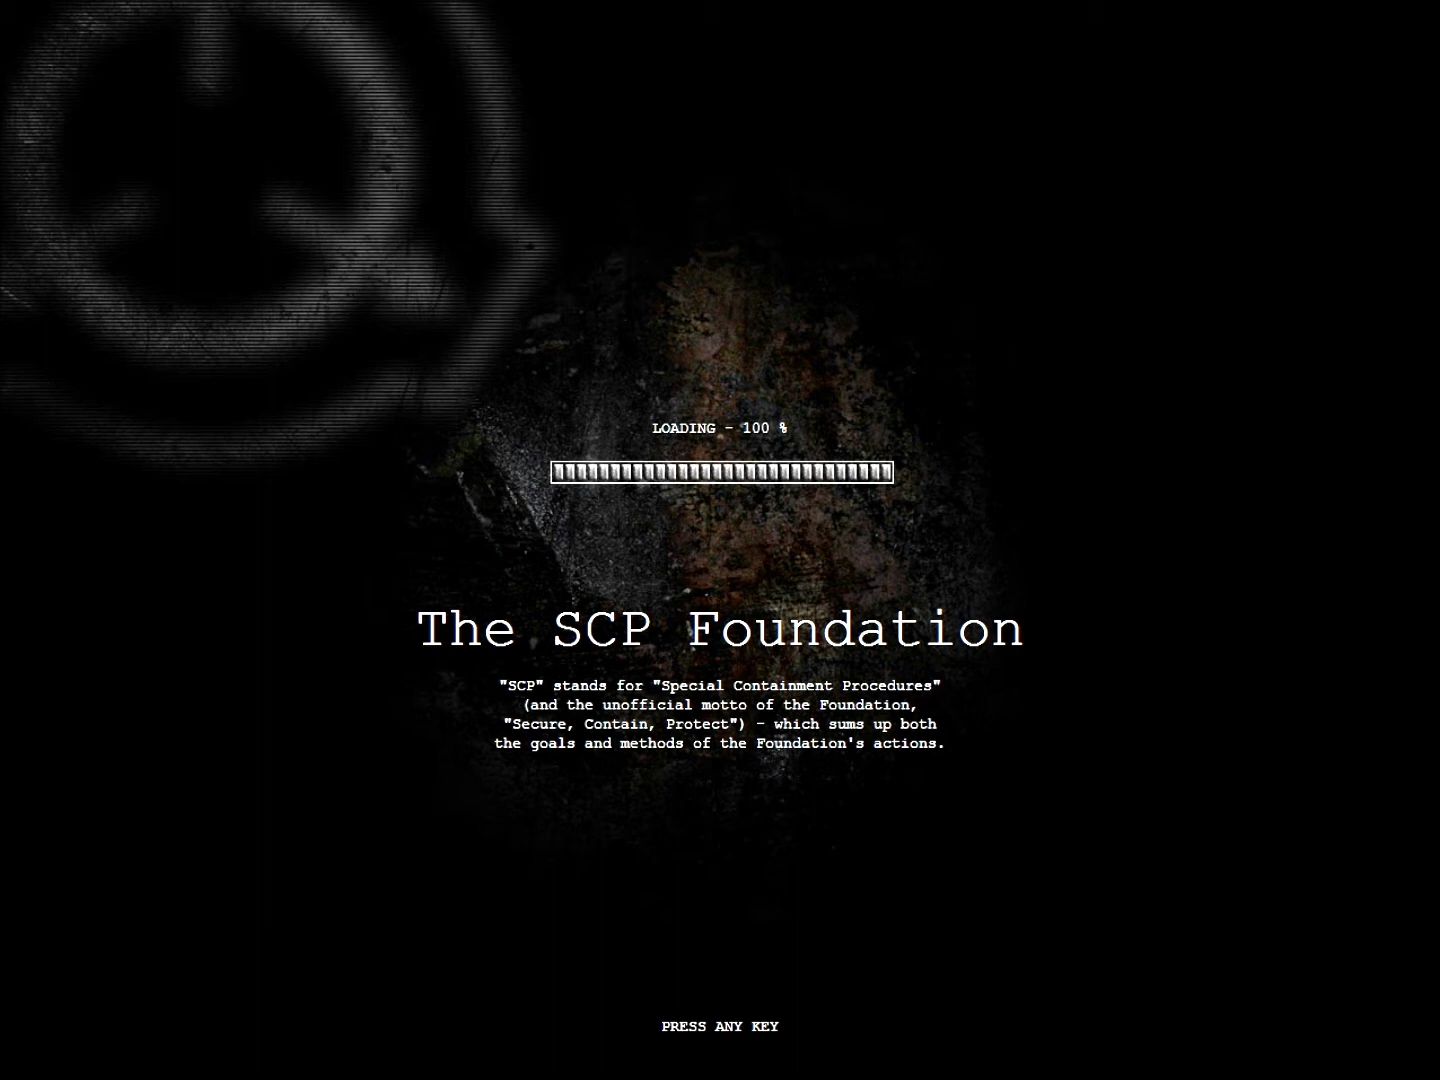 LOADING - 100 %
The SCP Foundation
"SCP" stands for "Special Containment Procedures"
(and the unofficial motto of the Foundation,
"Secure, Contain, Protect") - which sums up both
the goals and methods of the Foundation's actions.
PRESS ANY KEY